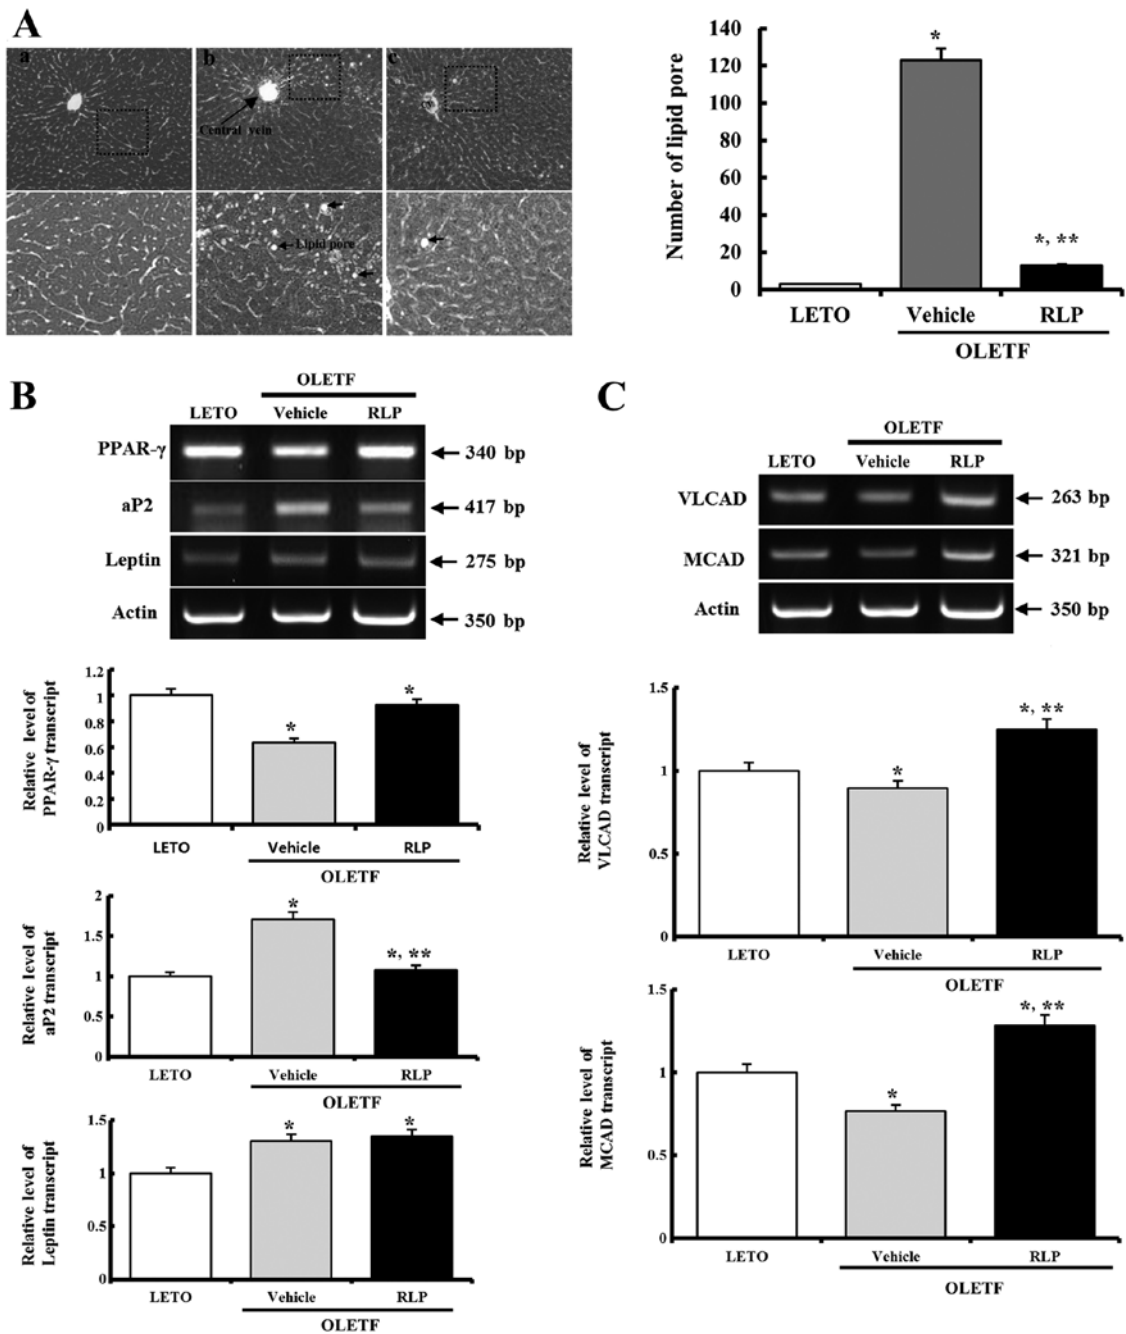 A
a
b
c
Central vein
Lipid pore
140
120
100
80
60
40
20
0
Number of lipid pore
*
*, **
LETO
Vehicle
RLP
OLETF
B
OLETF
LETO
Vehicle
RLP
PPAR-γ
340 bp
aP2
417 bp
Leptin
275 bp
Actin
350 bp
1.2
1
0.8
0.6
0.4
0.2
0
Relative level of
PPAR-γ transcript
*
*
LETO
Vehicle
RLP
OLETF
2
1.5
1
0.5
0
Relative level of
aP2 transcript
*
*, **
LETO
Vehicle
RLP
OLETF
1.5
1
0.5
0
Relative level of
Leptin transcript
*
*
LETO
Vehicle
RLP
OLETF
C
OLETF
LETO
Vehicle
RLP
VLCAD
263 bp
MCAD
321 bp
Actin
350 bp
1.5
1
0.5
0
Relative level of
VLCAD transcript
*
*, **
LETO
Vehicle
RLP
OLETF
1.5
1
0.5
0
Relative level of
MCAD transcript
*
*, **
LETO
Vehicle
RLP
OLETF